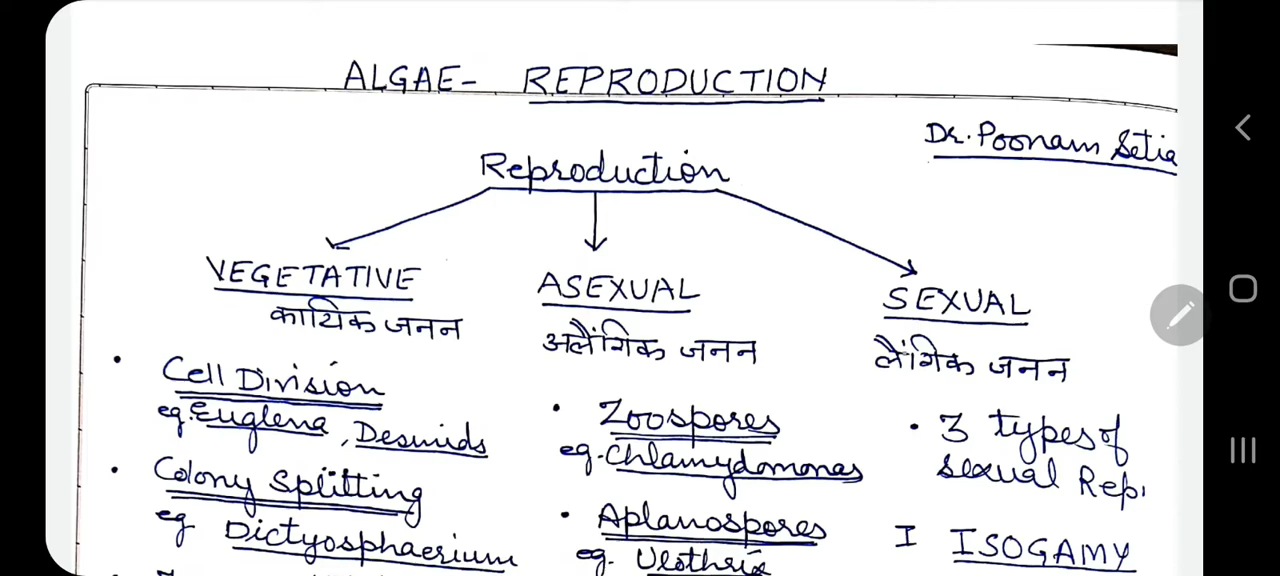 ALGAE- REPRODUCTION
Dr. Poonam Setia
Reproduction
VEGETATIVE
कायिक जनन
• Cell Division
eg. Euglena, Desmids
• Colony Splitting
eg Dictyosphaerium
ASEXUAL
अलैंगिक जनन
• Zoospores
eg. Chlamydomonas
• Aplanospores
eg. Ulothrix
SEXUAL
लैंगिक जनन
• 3 types of
sexual Rep
I ISOGAMY